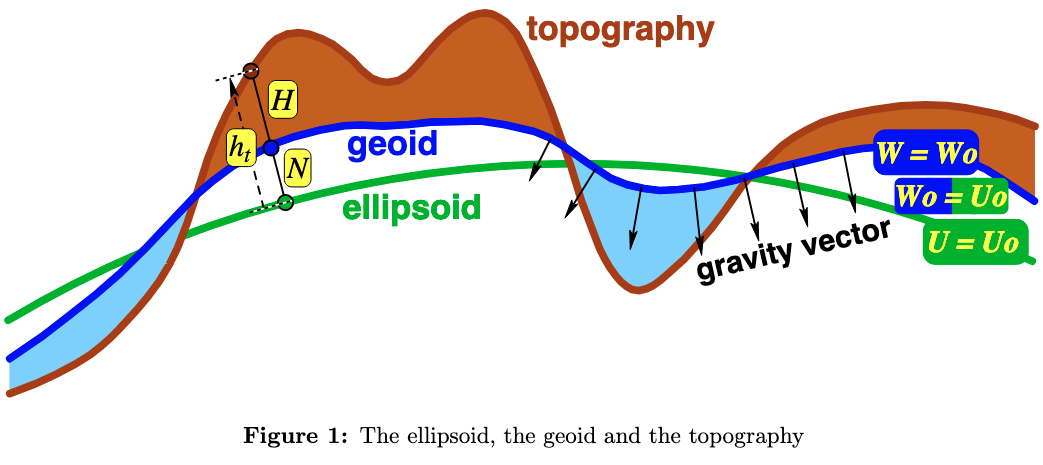 topography
H
geoid
h_t
N
W = Wo
ellipsoid
Wo = Uo
gravity vector
U = Uo
Figure 1: The ellipsoid, the geoid and the topography